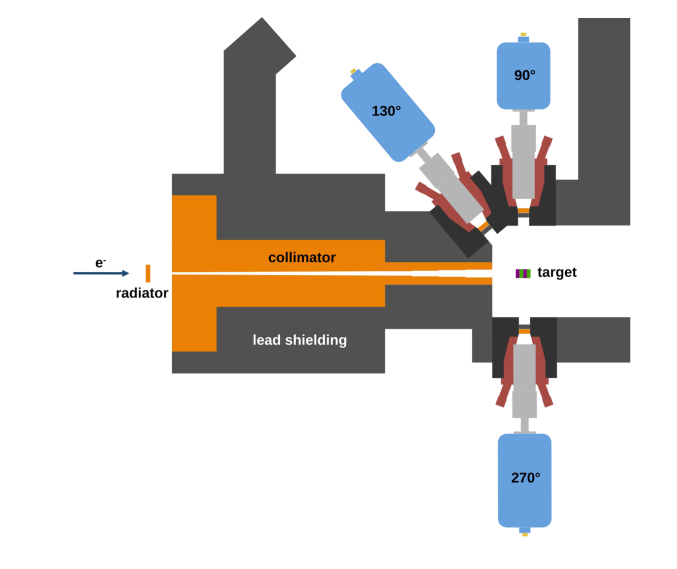 90°
130°
e-
collimator
target
radiator
lead shielding
270°